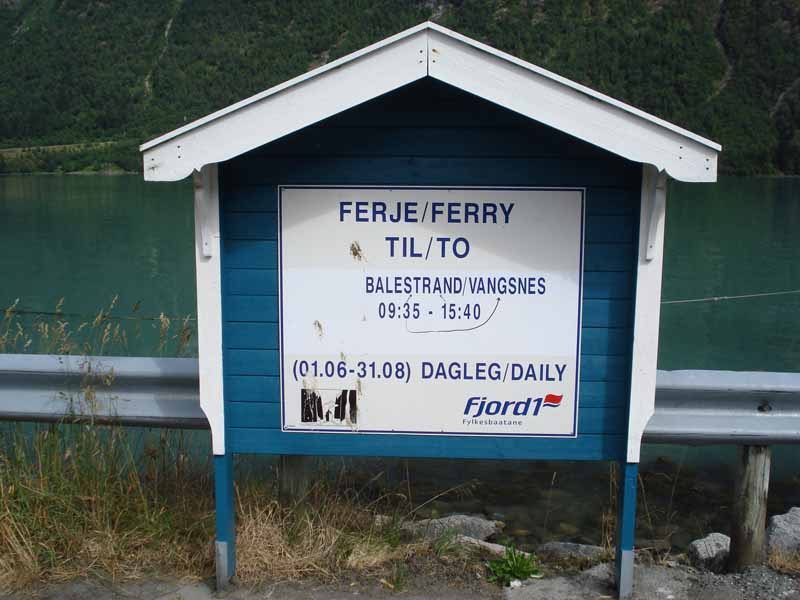 FERJE/FERRY
TIL/TO
BALESTRAND/VANGSNES
09:35 - 15:40
(01.06-31.08) DAGLEG/DAILY
Fjord1
Fylkesbaatane